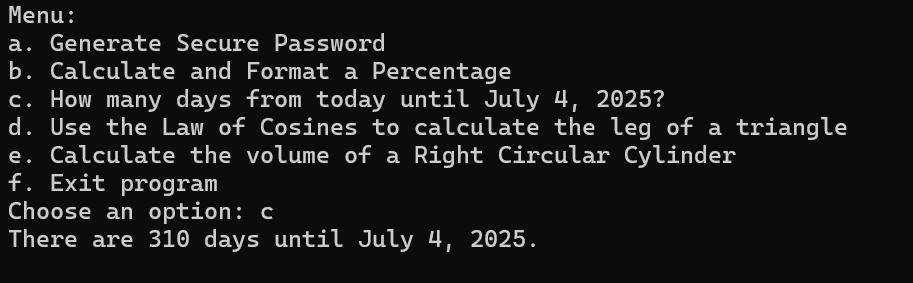 Menu:
a. Generate Secure Password
b. Calculate and Format a Percentage
c. How many days from today until July 4, 2025?
d. Use the Law of Cosines to calculate the leg of a triangle
e. Calculate the volume of a Right Circular Cylinder
f. Exit program
Choose an option: c
There are 310 days until July 4, 2025.